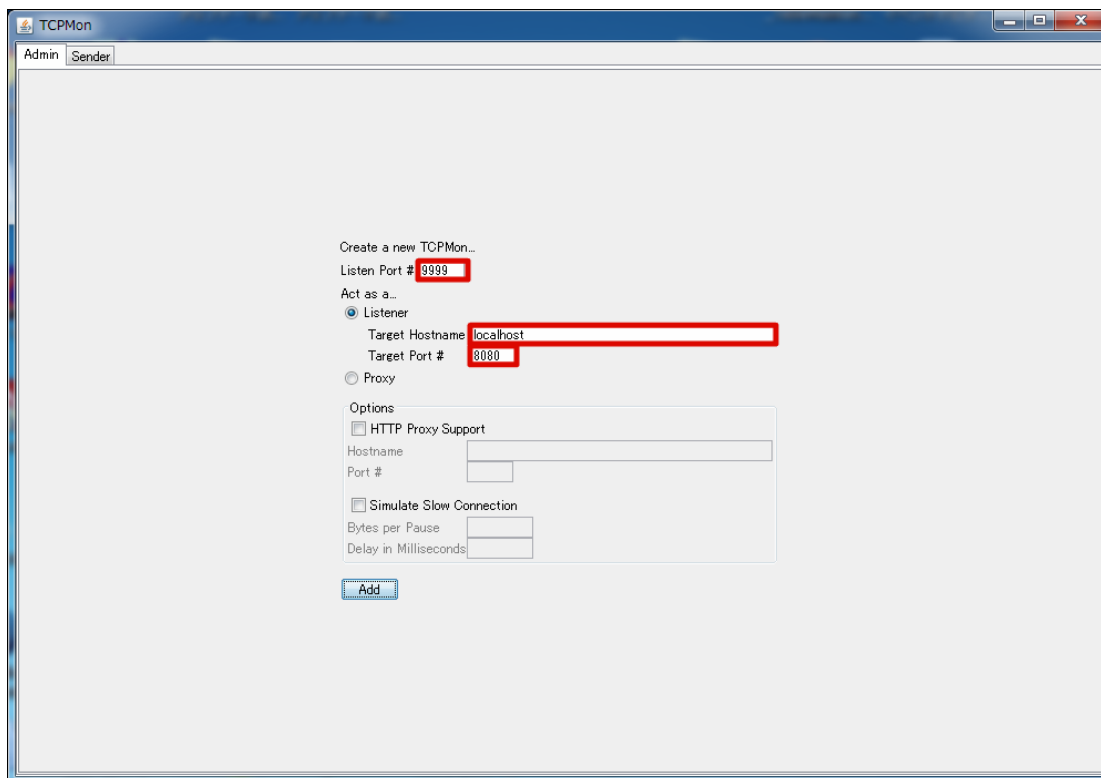 TCPMon
Admin Sender
Create a new TCPMon...
Listen Port # 9999
Act as a...
Listener
Target Hostname localhost
Target Port # 8080
Proxy
Options
HTTP Proxy Support
Hostname
Port #
Simulate Slow Connection
Bytes per Pause
Delay in Milliseconds
Add